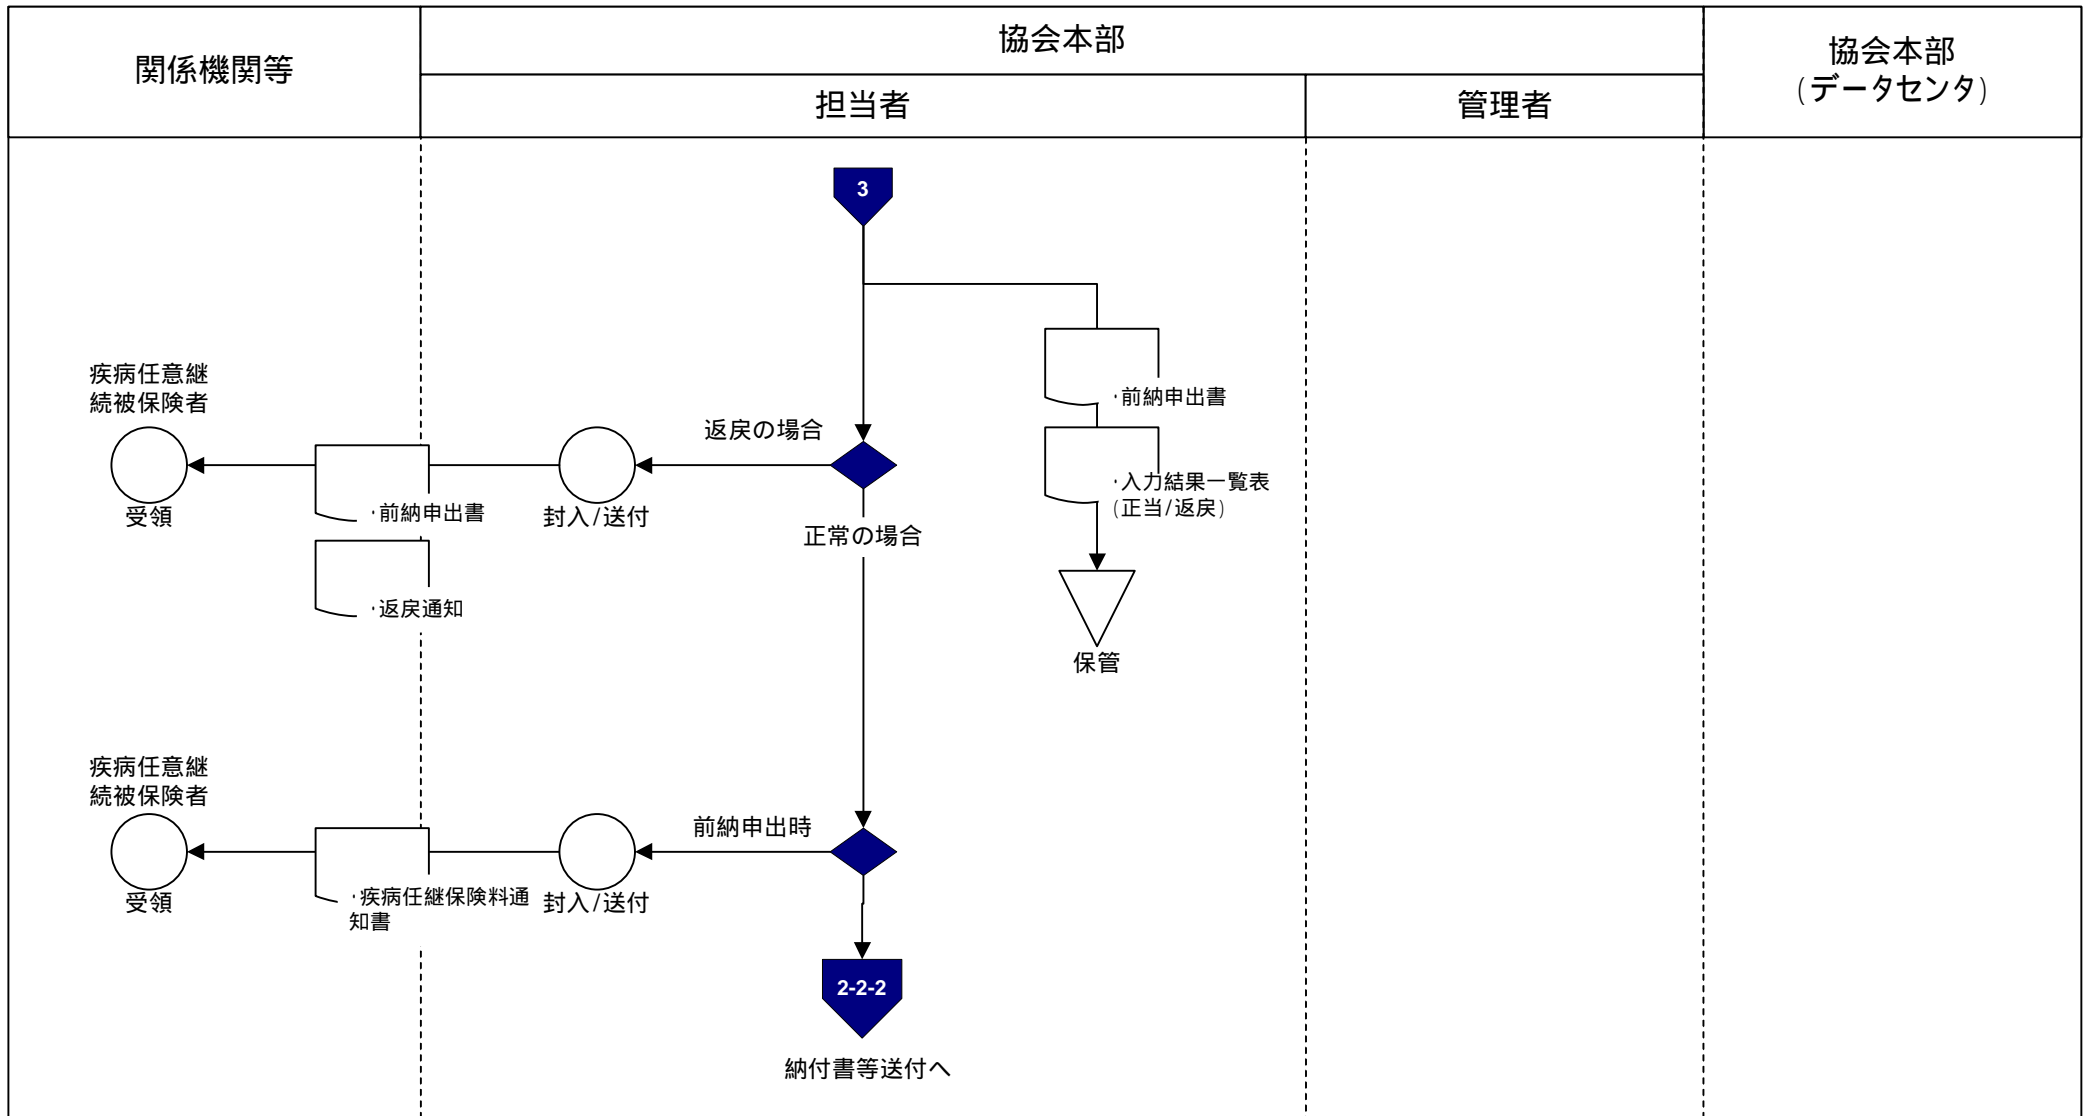 関係機関等
協会本部
担当者
管理者
協会本部
(データセンタ)
3
・前納申出書
・入力結果一覧表
(正当/返戻)
保管
疾病任意継
続被保険者
受領
・前納申出書
・返戻通知
封入/送付
返戻の場合
正常の場合
疾病任意継
続被保険者
受領
・疾病任継保険料通
知書
封入/送付
前納申出時
2-2-2
納付書等送付へ